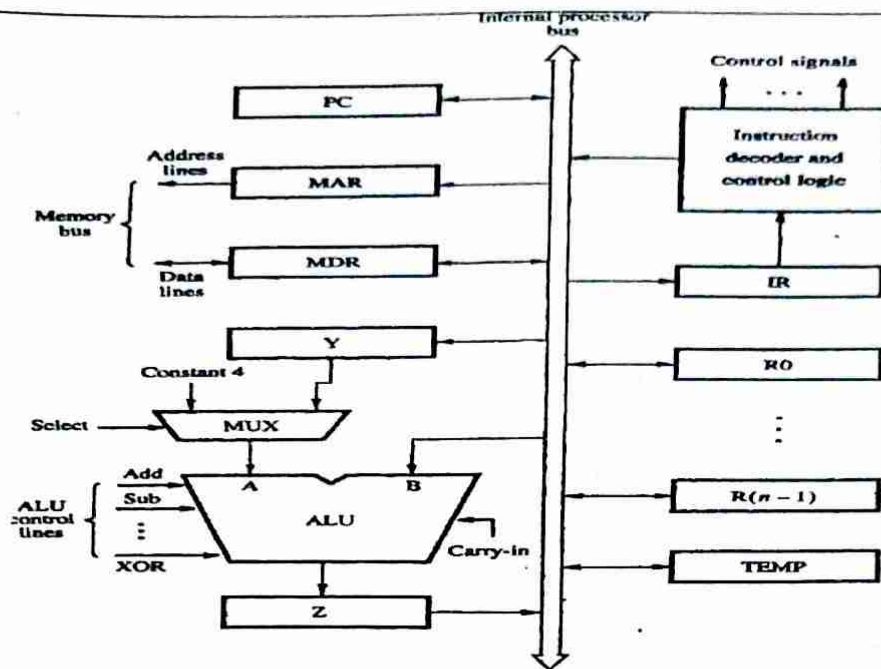 Internal processor
bus
Control signals
...
PC
Instruction
decoder and
control logic
Address
lines
MAR
Memory
bus
MDR
Data
lines
IR
Y
R0
Constant 4
Select
MUX
A
B
Add
Sub
XOR
ALU
control
lines
ALU
Carry-in
R(n − 1)
TEMP
Z